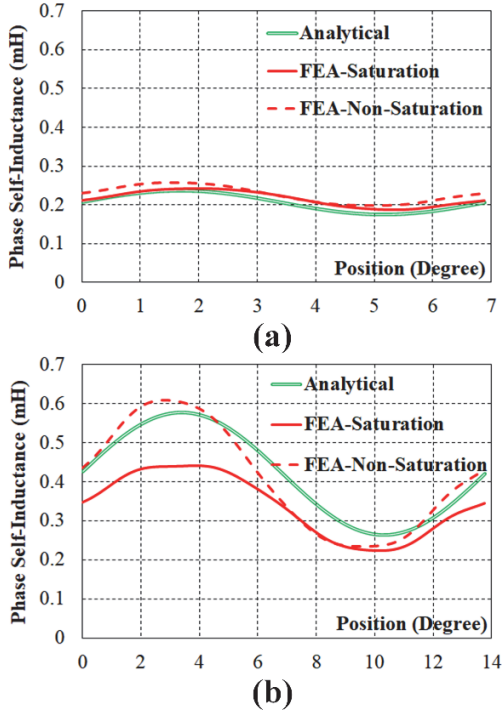 Phase Self-Inductance (mH)
0.7
0.6
0.5
0.4
0.3
0.2
0.1
0
Analytical
FEA-Saturation
FEA-Non-Saturation
Position (Degree)
0 1 2 3 4 5 6 7
(a)
Phase Self-Inductance (mH)
0.7
0.6
0.5
0.4
0.3
0.2
0.1
0
Analytical
FEA-Saturation
FEA-Non-Saturation
Position (Degree)
0 2 4 6 8 10 12 14
(b)